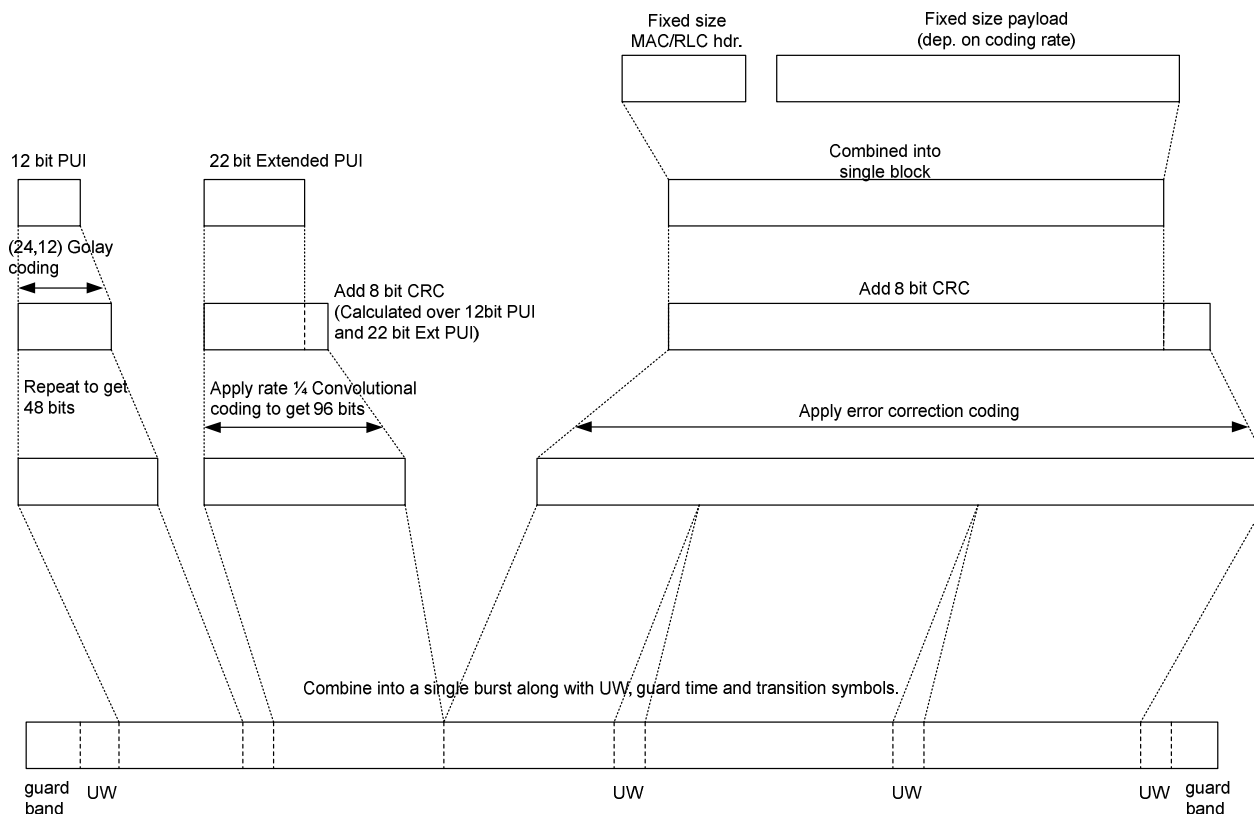 Fixed size
MAC/RLC hdr.
Fixed size payload
(dep. on coding rate)
12 bit PUI
22 bit Extended PUI
Combined into
single block
(24,12) Golay
coding
Add 8 bit CRC
(Calculated over 12bit PUI
and 22 bit Ext PUI)
Add 8 bit CRC
Repeat to get
48 bits
Apply rate ¼ Convolutional
coding to get 96 bits
Apply error correction coding
Combine into a single burst along with UW, guard time and transition symbols.
guard
band
UW
UW
UW
UW
guard
band